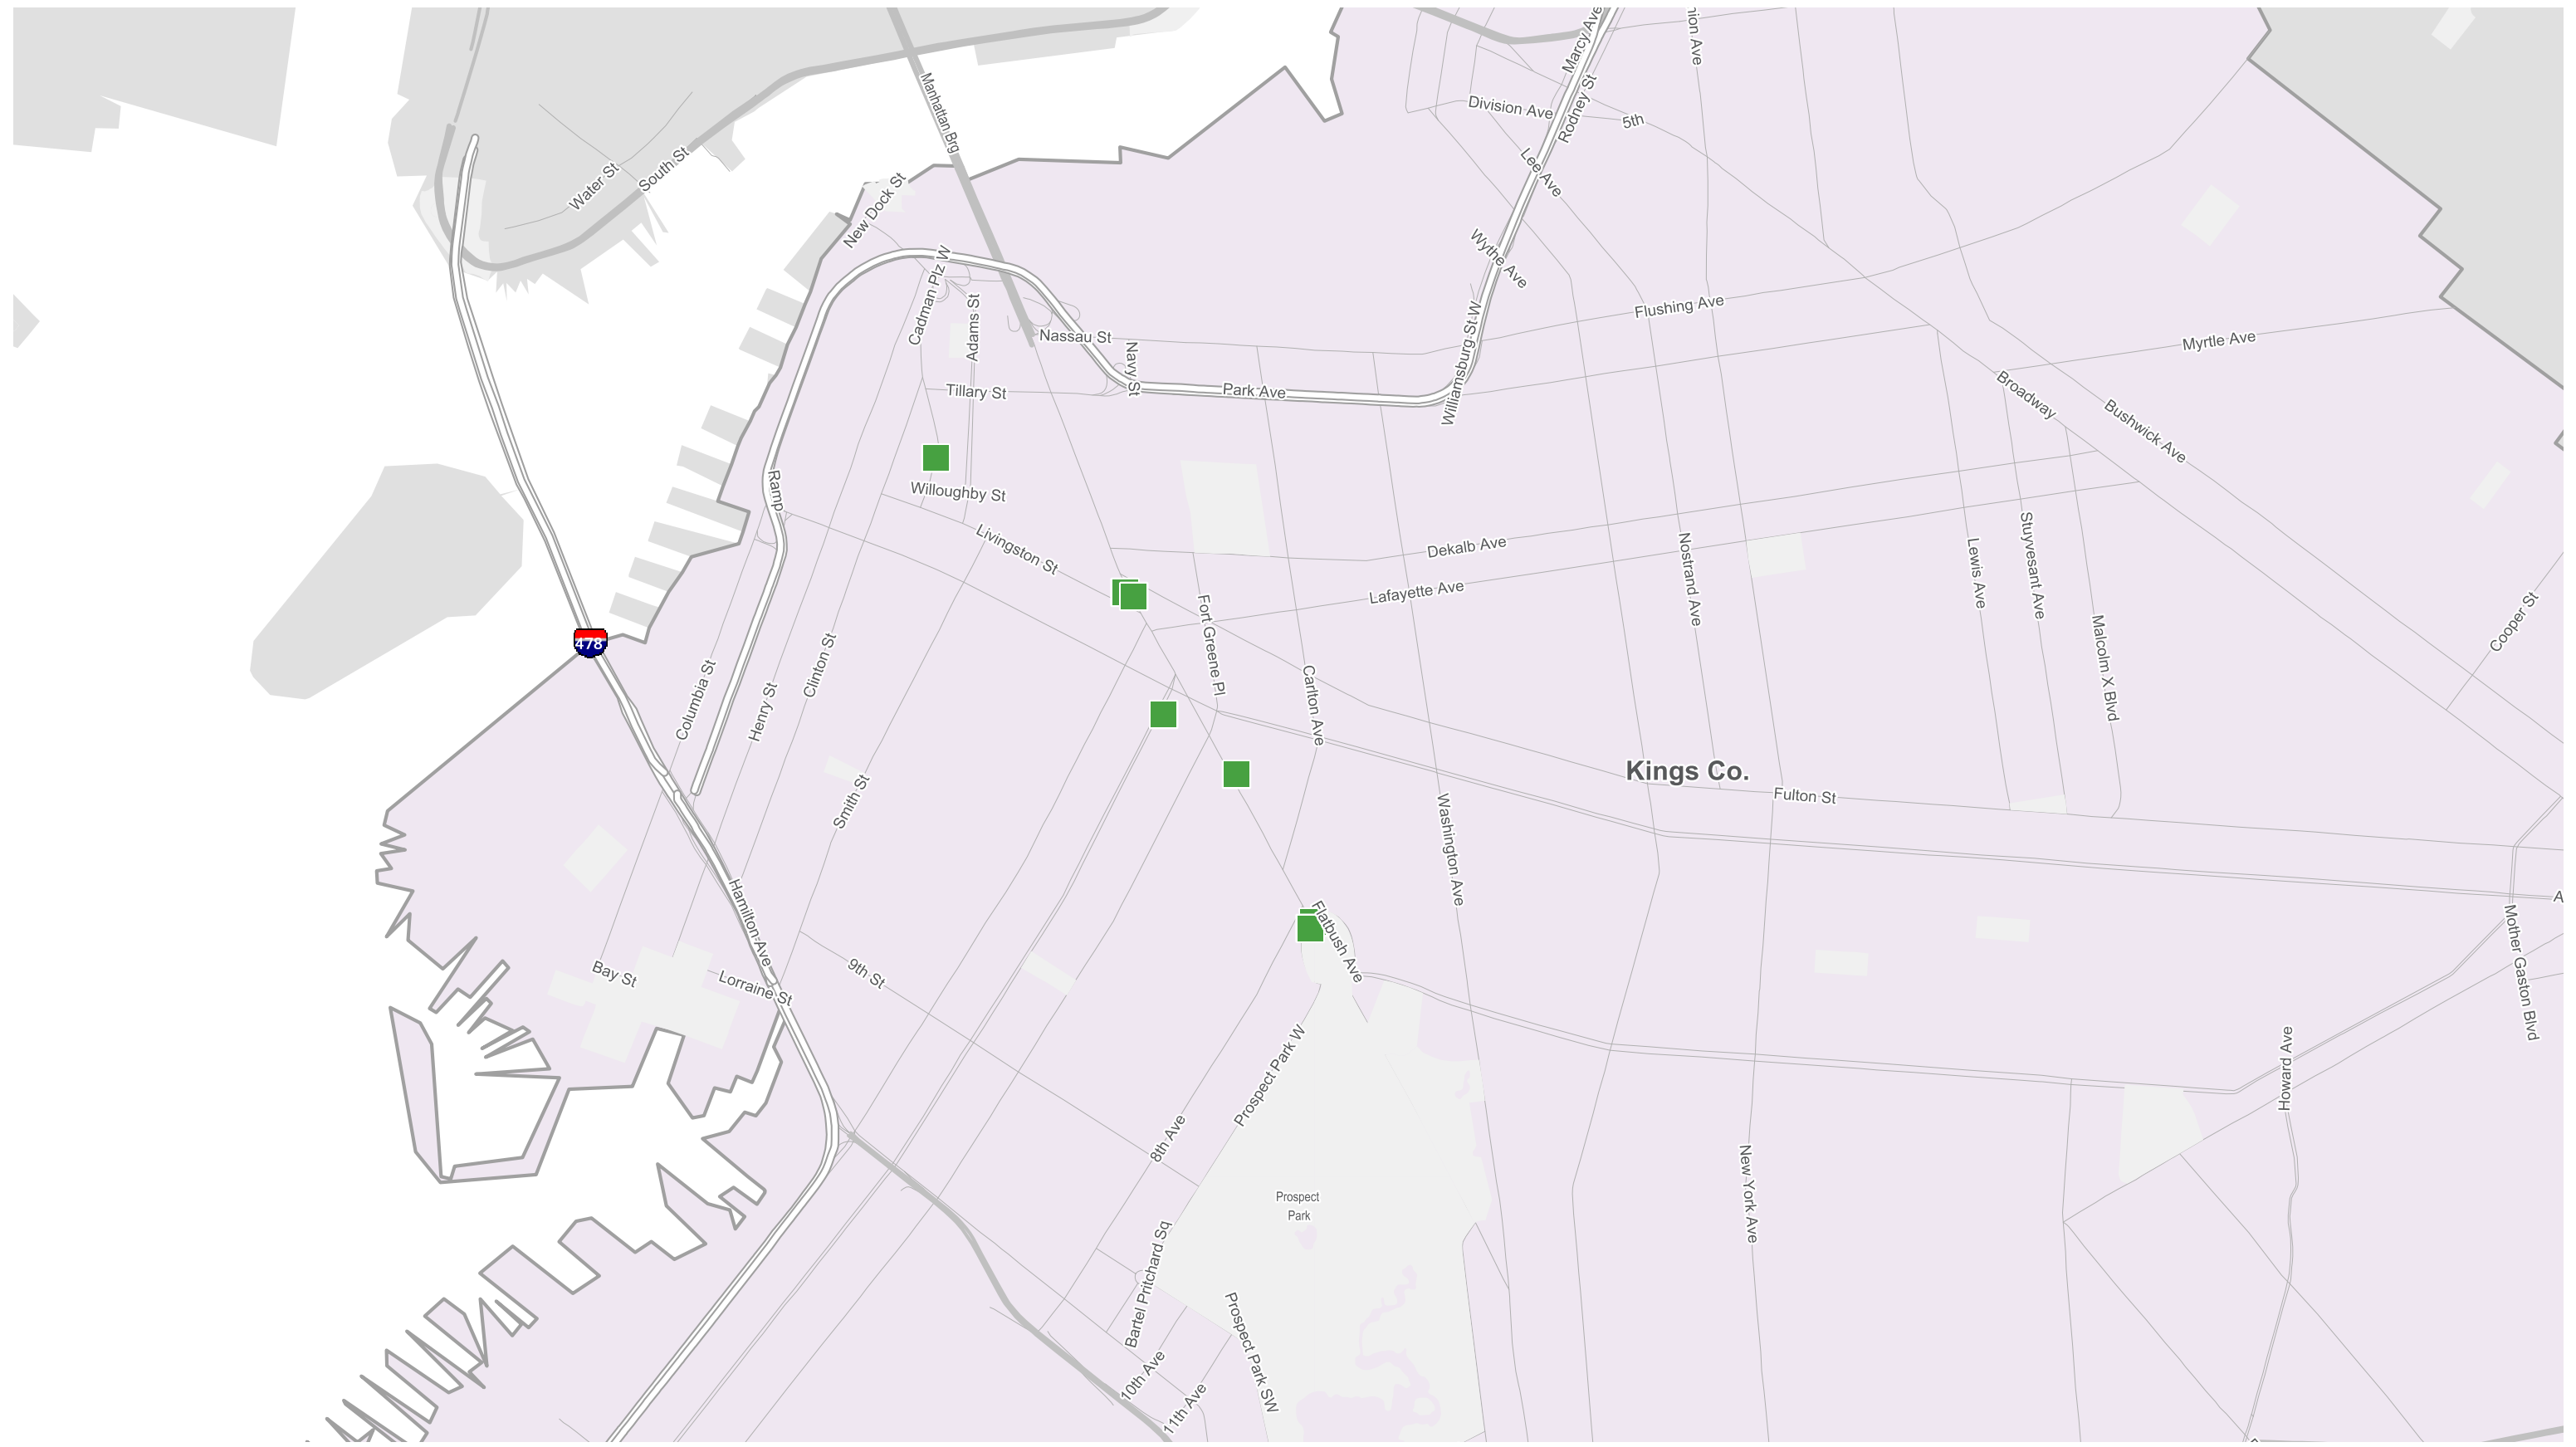 Marcy Ave
Manhattan Brg
Division Ave
Rodney St
5th
Water St
South St
Lee Ave
New Dock St
Wythe Ave
Cadman Plz W
Adams St
Flushing Ave
Nassau St
Navy St
Williamsburg St W
Myrtle Ave
Tillary St
Park Ave
Broadway
Bushwick Ave
Ramp
Willoughby St
Livingston St
Dekalb Ave
Nostrand Ave
Lewis Ave
Stuyvesant Ave
Lafayette Ave
Fort Greene Pl
Cooper St
478
Columbia St
Henry St
Clinton St
Carlton Ave
Malcolm X Blvd
Kings Co.
Smith St
Washington Ave
Fulton St
Hamilton Ave
Flatbush Ave
Mother Gaston Blvd
Bay St
Lorraine St
9th St
Prospect Park W
Howard Ave
8th Ave
New York Ave
Prospect
Park
Bartel Pritchard Sq
Prospect Park SW
10th Ave
11th Ave